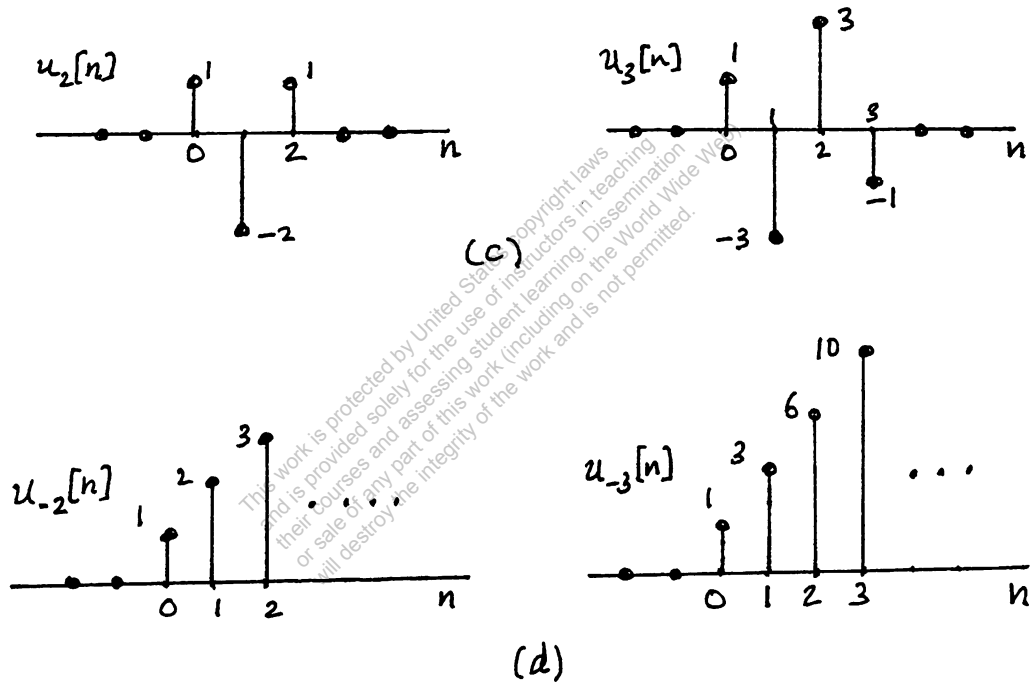 u₂[n]
1
1
0
2
n
-2
u₃[n]
1
3
1
3
0
2
n
-3
-1
(c)
This work is protected by United States copyright laws
and is provided solely for the use of instructors in teaching
their courses and assessing student learning. Dissemination
or sale of any part of this work (including on the World Wide Web)
will destroy the integrity of the work and is not permitted.
u₋₂[n]
1
2
3
. . . .
0
1
2
n
u₋₃[n]
1
3
6
10
. . .
0
1
2
3
n
(d)